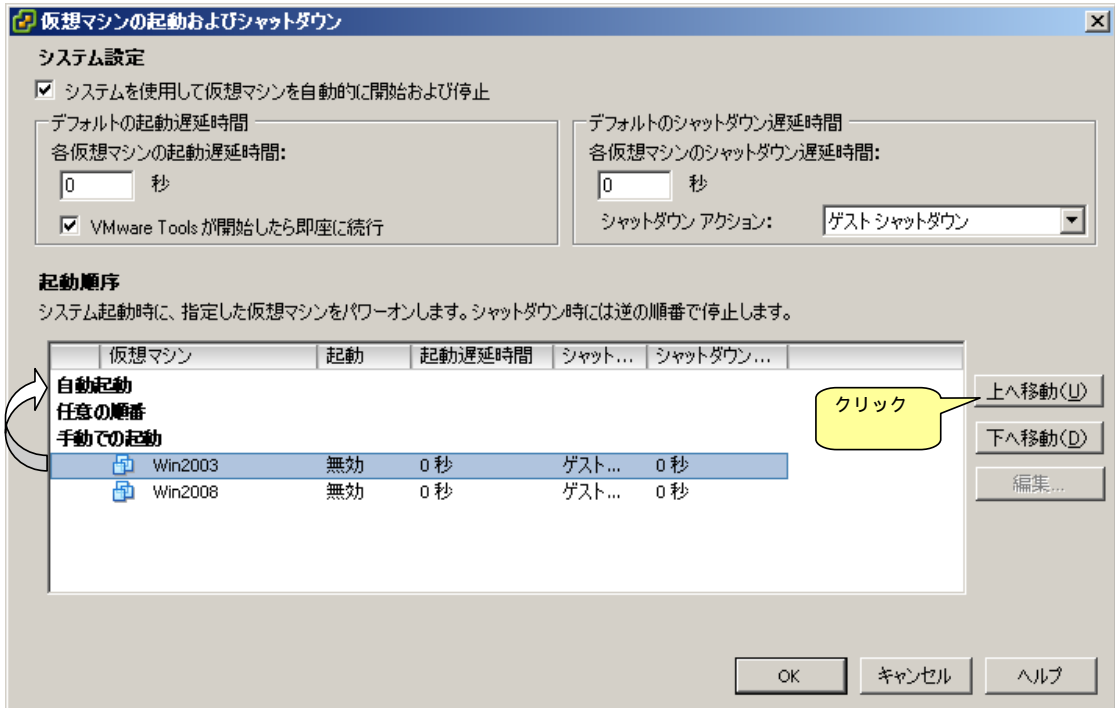 仮想マシンの起動およびシャットダウン
システム設定
システムを使用して仮想マシンを自動的に開始および停止
デフォルトの起動遅延時間
各仮想マシンの起動遅延時間:
0 秒
VMware Tools が開始したら即座に続行
デフォルトのシャットダウン遅延時間
各仮想マシンのシャットダウン遅延時間:
0 秒
シャットダウン アクション: ゲスト シャットダウン
起動順序
システム起動時に、指定した仮想マシンをパワーオンします。シャットダウン時には逆の順番で停止します。
仮想マシン 起動 起動遅延時間 シャット... シャットダウン...
自動起動
任意の順番
手動での起動
Win2003 無効 0 秒 ゲスト... 0 秒
Win2008 無効 0 秒 ゲスト... 0 秒
クリック
上へ移動(U)
下へ移動(D)
編集...
OK キャンセル ヘルプ